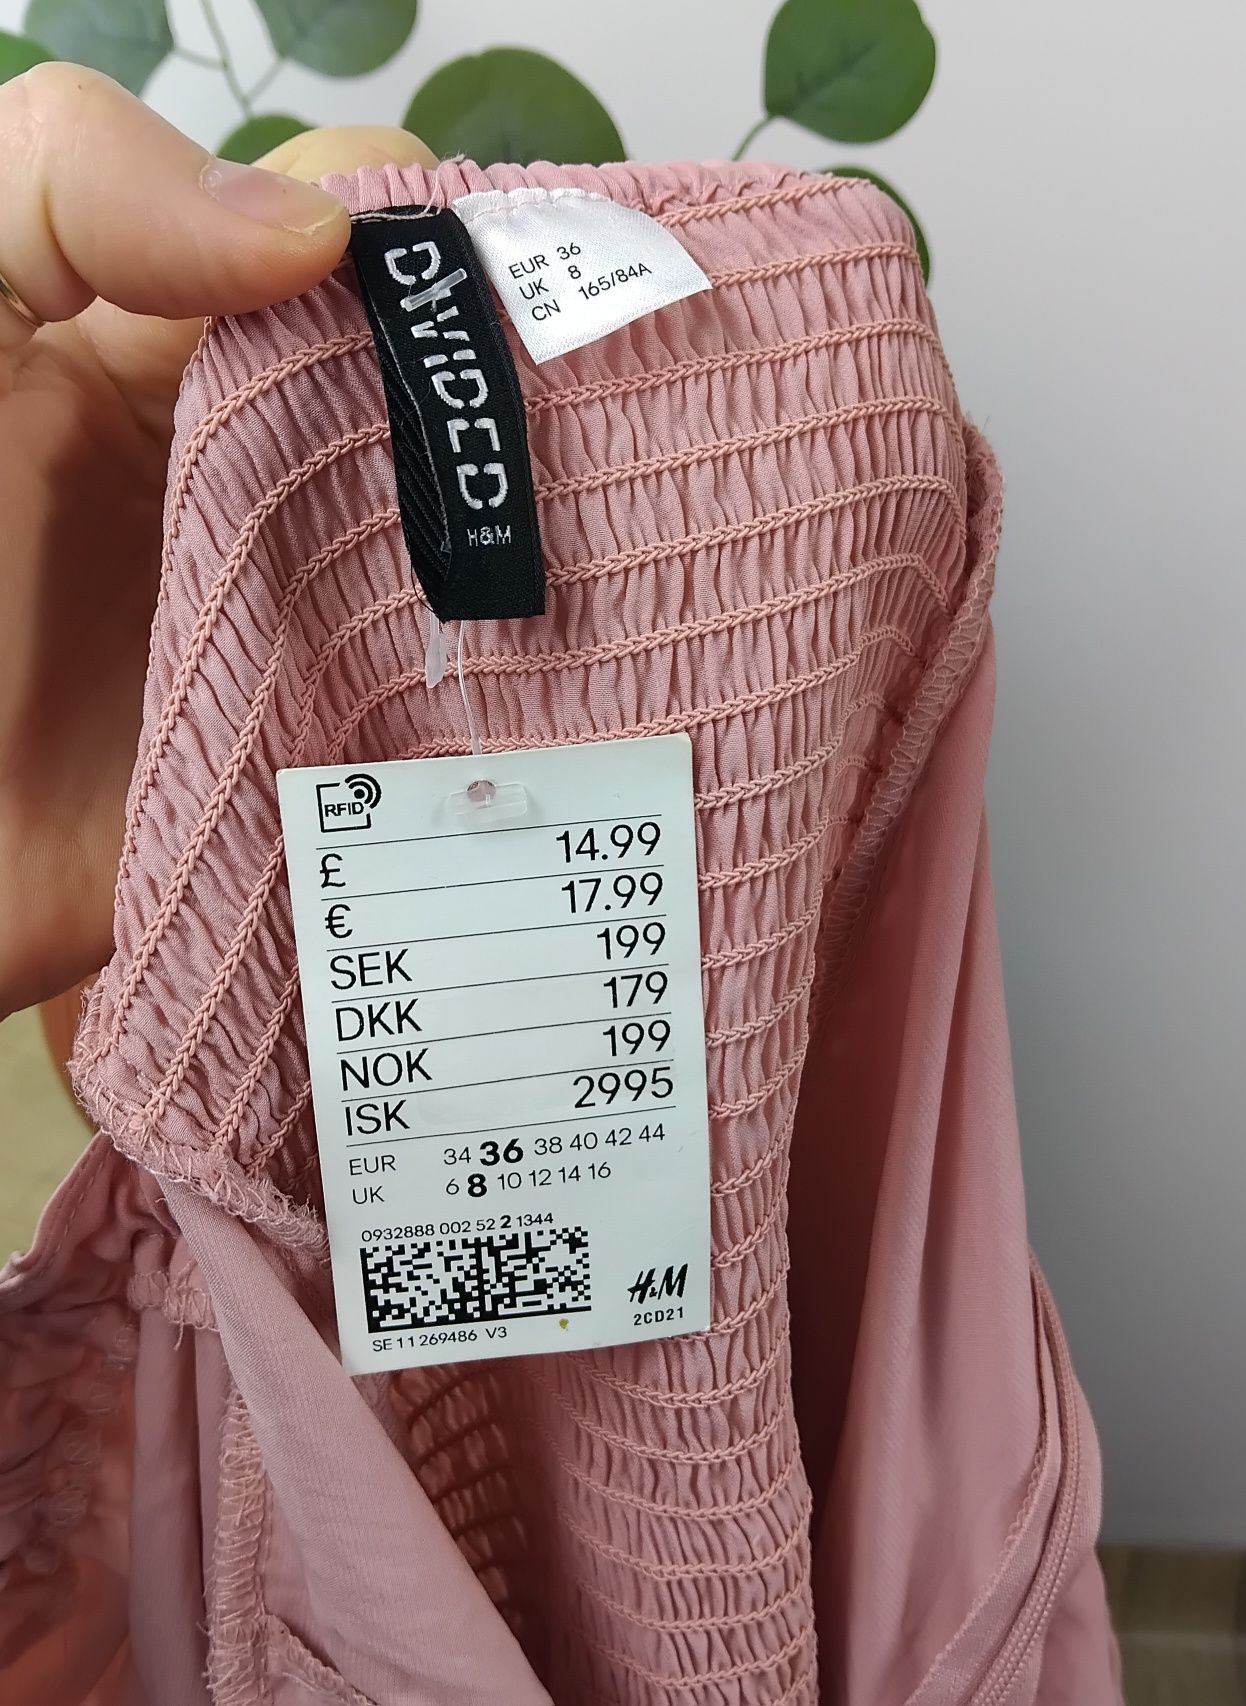 DIVIDED
H&M
EUR 36
UK 8
CN 165/84A
RFID
£ 14.99
€ 17.99
SEK 199
DKK 179
NOK 199
ISK 2995
EUR 34 36 38 40 42 44
UK 6 8 10 12 14 16
0932888 002 52 2 1344
H&M
2CD21
SE 11 269486 V3